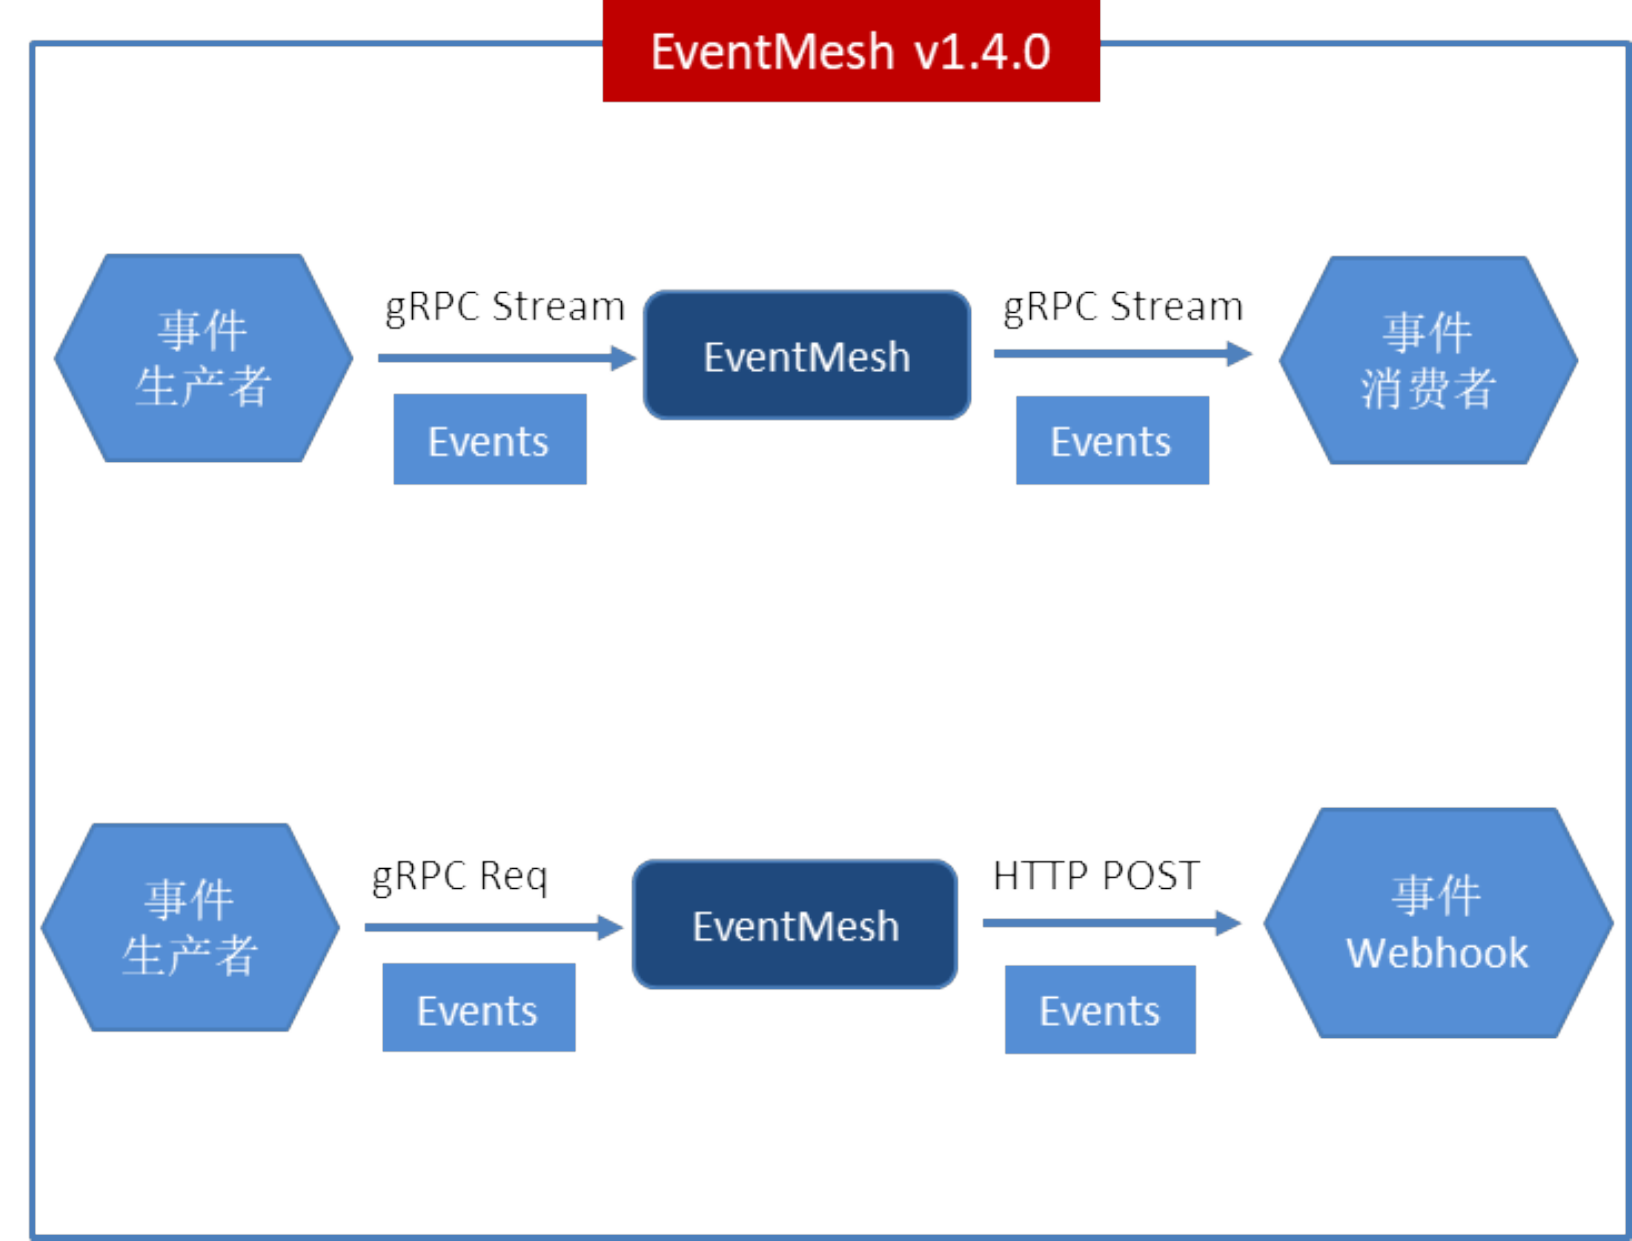 EventMesh v1.4.0
事件
生产者
gRPC Stream
Events
EventMesh
gRPC Stream
Events
事件
消费者
事件
生产者
gRPC Req
Events
EventMesh
HTTP POST
Events
事件
Webhook